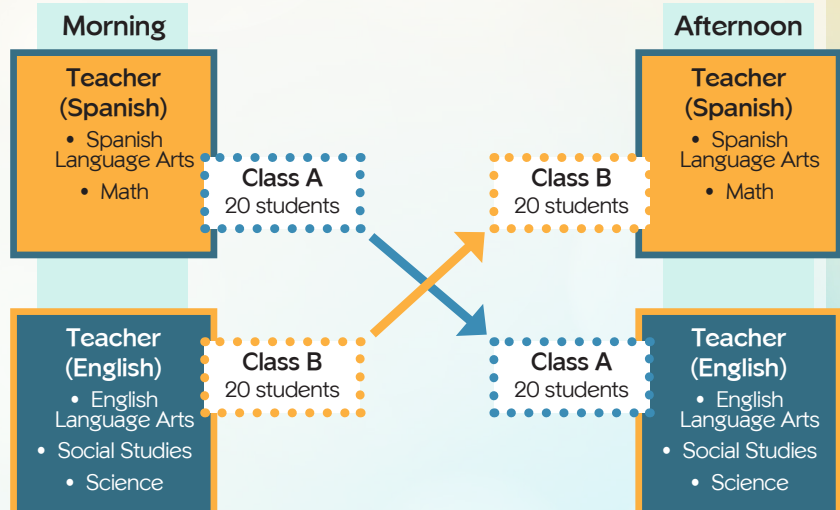 Morning
Afternoon
Teacher
(Spanish)
• Spanish
Language Arts
• Math
Class A
20 students
Class B
20 students
Teacher
(Spanish)
• Spanish
Language Arts
• Math
Teacher
(English)
• English
Language Arts
• Social Studies
• Science
Class B
20 students
Class A
20 students
Teacher
(English)
• English
Language Arts
• Social Studies
• Science